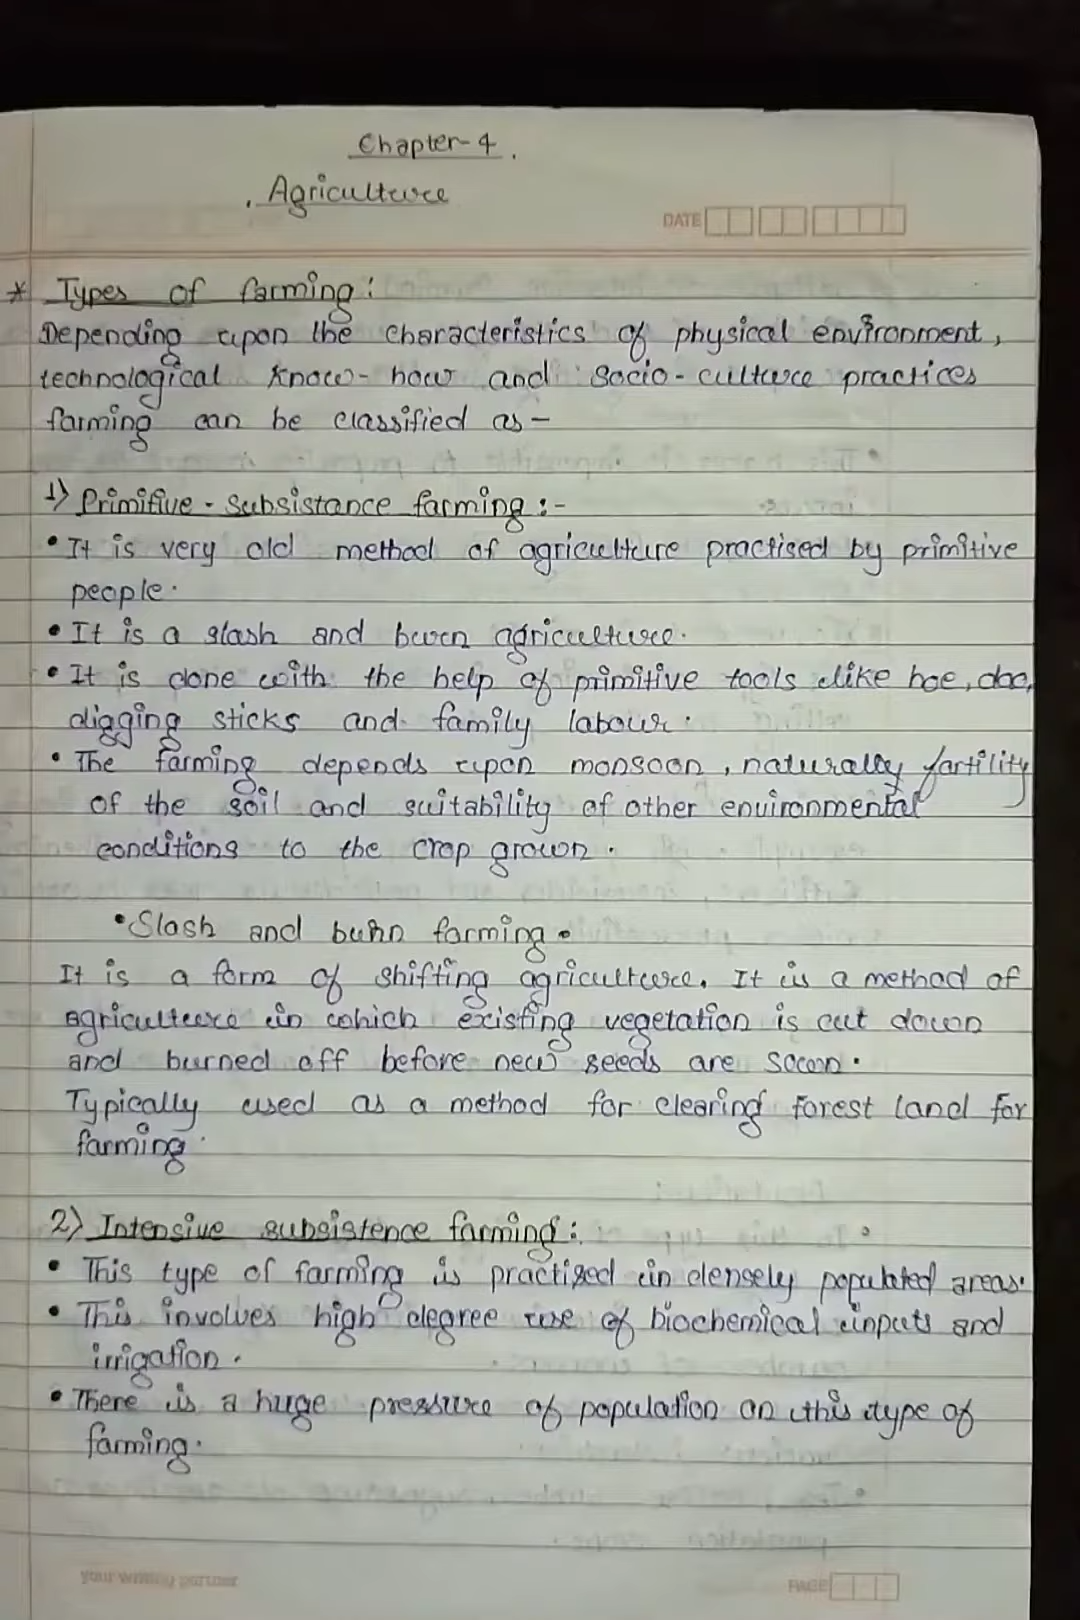 Chapter-4.
Agriculture
DATE
* Types of farming:
Depending upon the characteristics of physical environment,
technological know-how and socio-culture practices
farming can be classified as -
1) Primifive-Subsistance farming:-
• It is very old method of agriculture practised by primitive
people.
• It is a slash and burn agriculture.
• It is done with the help of primitive tools like hoe, dao,
digging sticks and family labour.
• The farming depends upon monsoon, naturally fartility
of the soil and suitability of other environmental
conditions to the crop grown.
• Slash and burn farming •
It is a form of shifting agriculture. It is a method of
agriculture in which existing vegetation is cut down
and burned off before new seeds are sown.
Typically used as a method for clearing forest land for
farming.
2) Intensive subsistence farming:
• This type of farming is practised in densely populated areas.
• This involves high degree use of biochemical inputs and
irrigation.
• There is a huge pressure of population on this type of
farming.
your writing partner
PAGE